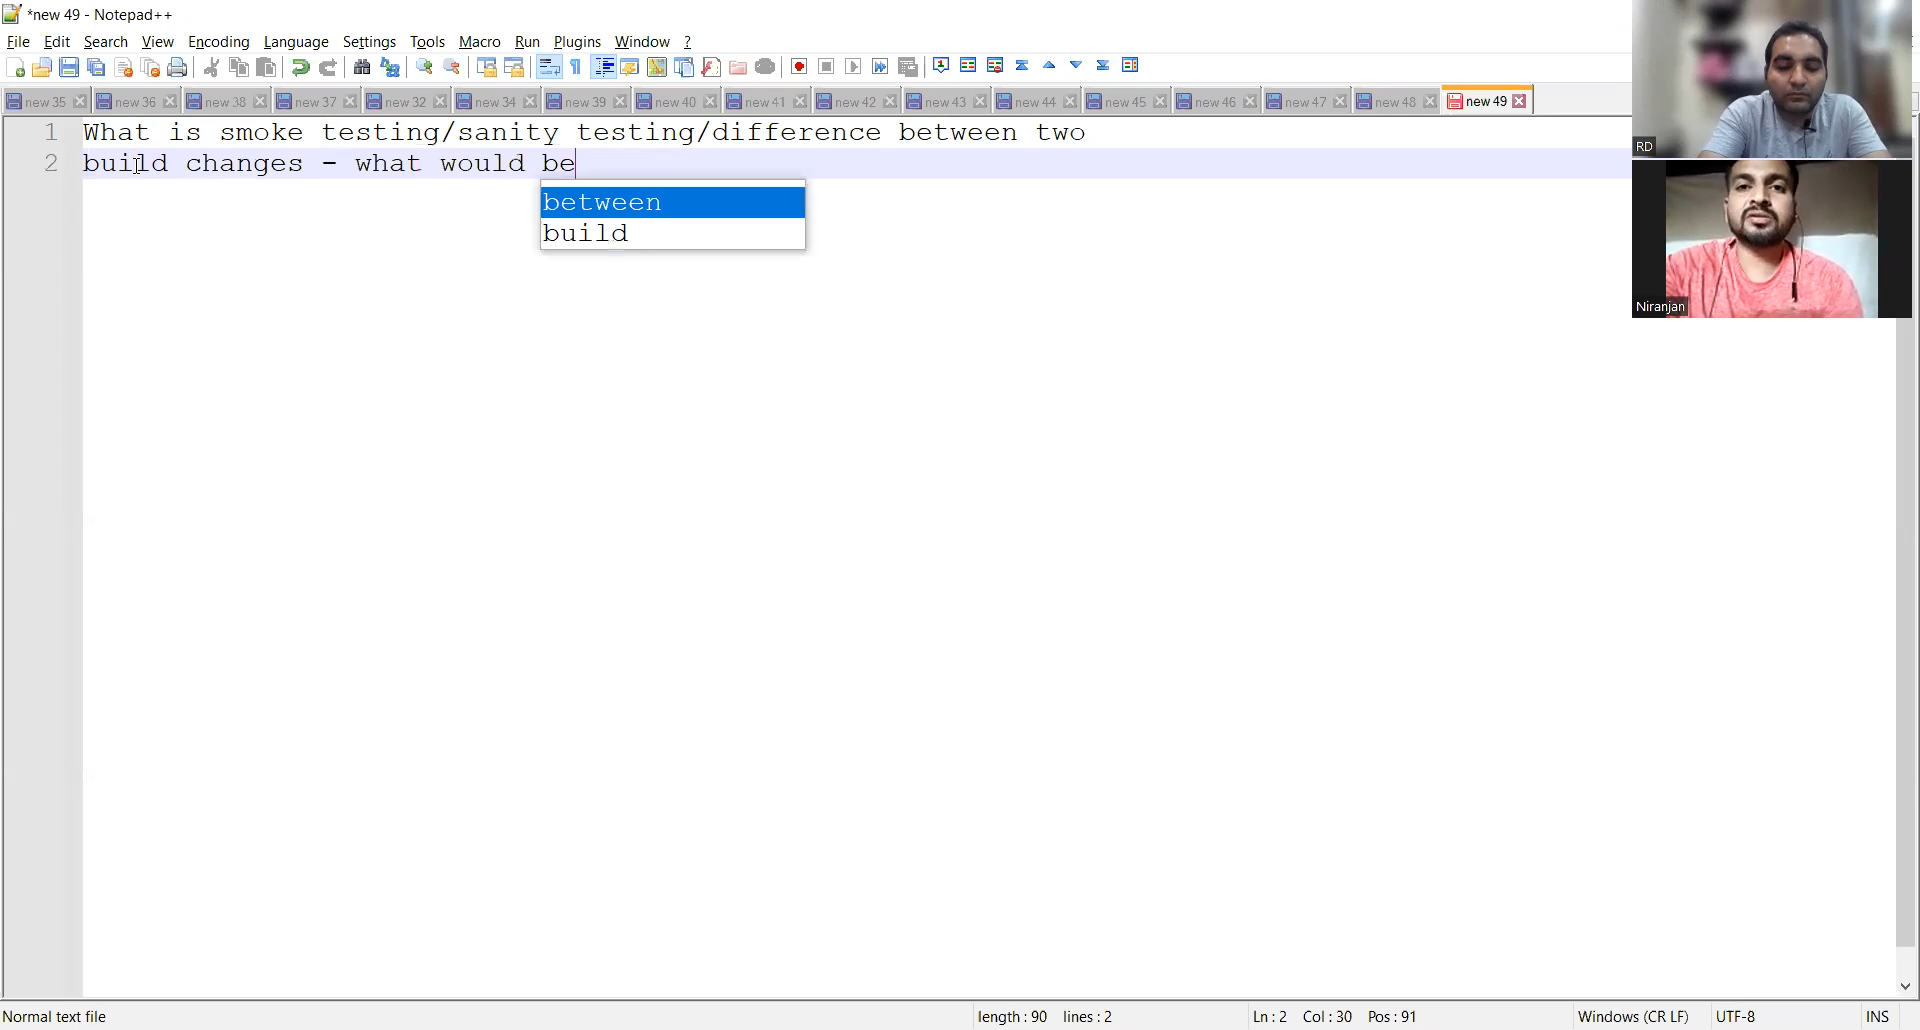 *new 49 - Notepad++
File Edit Search View Encoding Language Settings Tools Macro Run Plugins Window ?
new 35 new 36 new 38 new 37 new 32 new 34 new 39 new 40 new 41 new 42 new 43 new 44 new 45 new 46 new 47 new 48 new 49
1 What is smoke testing/sanity testing/difference between two
2 build changes - what would be
between
build
RD
Niranjan
Normal text file length : 90 lines : 2 Ln : 2 Col : 30 Pos : 91 Windows (CR LF) UTF-8 INS